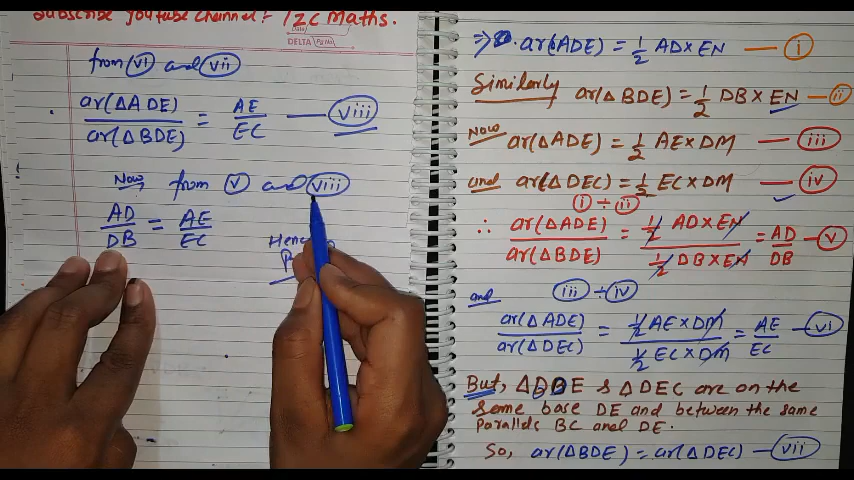 Subscribe YouTube Channel:- 12C Maths.
DELTA
from (vi) and (vii)
ar(ΔADE)/ar(ΔBDE) = AE/EC — (viii)
Now, from (v) and (viii)
AD/DB = AE/EC
Henc
P
⇒ ar(ADE) = 1/2 AD×EN — (i)
Similarly ar(ΔBDE) = 1/2 DB×EN — (ii)
Now ar(ΔADE) = 1/2 AE×DM — (iii)
and ar(ΔDEC) = 1/2 EC×DM — (iv)
(i) ÷ (ii)
∴ ar(ΔADE)/ar(ΔBDE) = 1/2 AD×EN / 1/2 DB×EN = AD/DB — (v)
and (iii) ÷ (iv)
ar(ΔADE)/ar(ΔDEC) = 1/2 AE×DM / 1/2 EC×DM = AE/EC — (vi)
But, Δ E & Δ DEC are on the
same base DE and between the same
parallels BC and DE.
So, ar(ΔBDE) = ar(ΔDEC) — (vii)